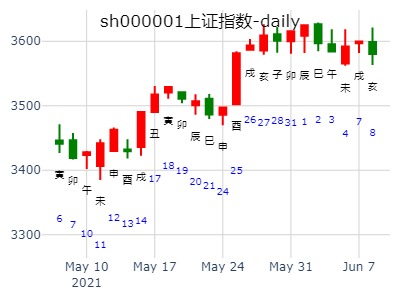 sh000001上证指数-daily
3600
3500
3400
3300
寅 卯 午 未 申 酉 戌 丑 寅 卯 辰 巳 申 酉 戌 亥 子 卯 辰 巳 午 未 戌 亥
6 7 10 11 12 13 14 17 18 19 20 21 24 25 26 27 28 31 1 2 3 4 7 8
May 10 May 17 May 24 May 31 Jun 7
2021